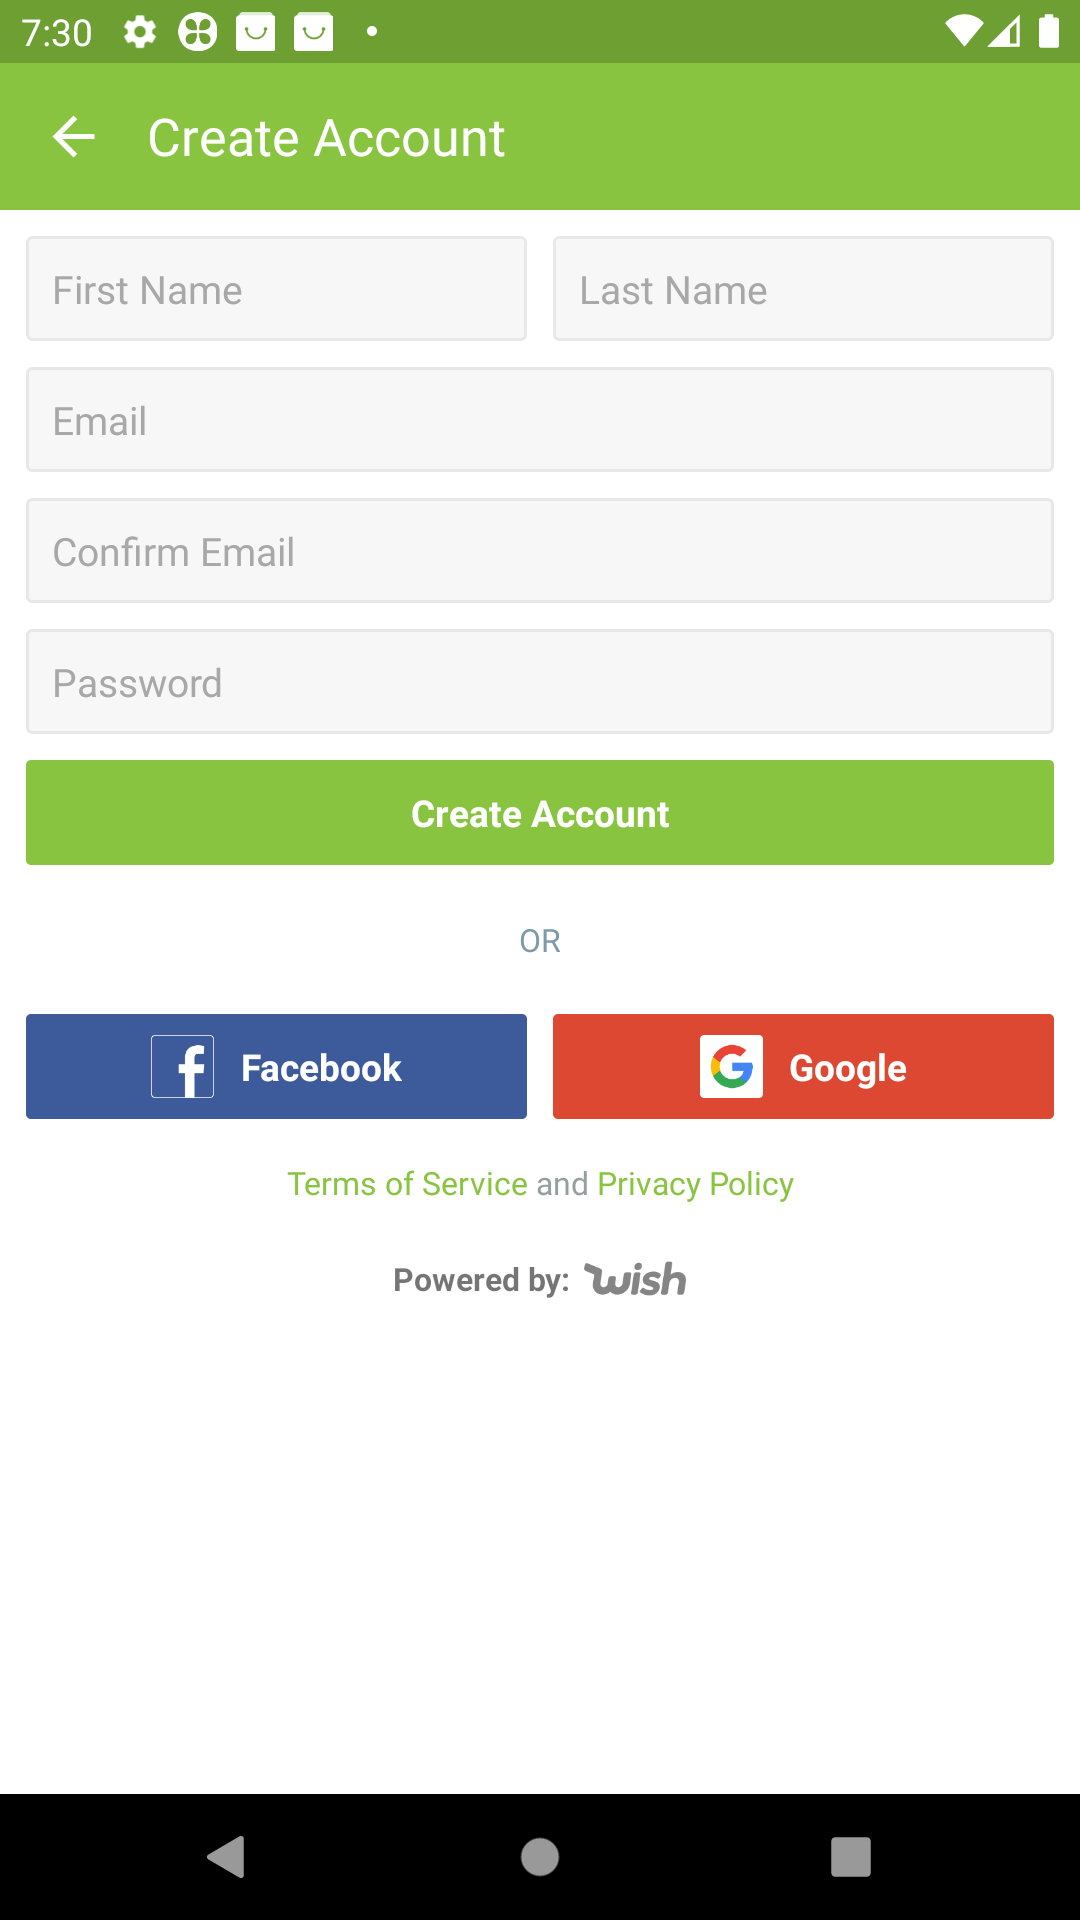 7:30
Create Account
First Name
Last Name
Email
Confirm Email
Password
Create Account
OR
Facebook
Google
Terms of Service and Privacy Policy
Powered by: wish